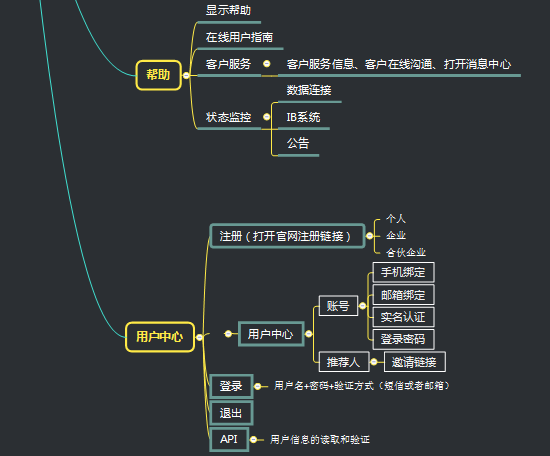 显示帮助
在线用户指南
客户服务
客户服务信息、客户在线沟通、打开消息中心
帮助
数据连接
状态监控
IB系统
公告
注册（打开官网注册链接）
个人
企业
合伙企业
手机绑定
账号
邮箱绑定
实名认证
用户中心
用户中心
登录密码
推荐人
邀请链接
登录
用户名+密码+验证方式（短信或者邮箱）
退出
API
用户信息的读取和验证